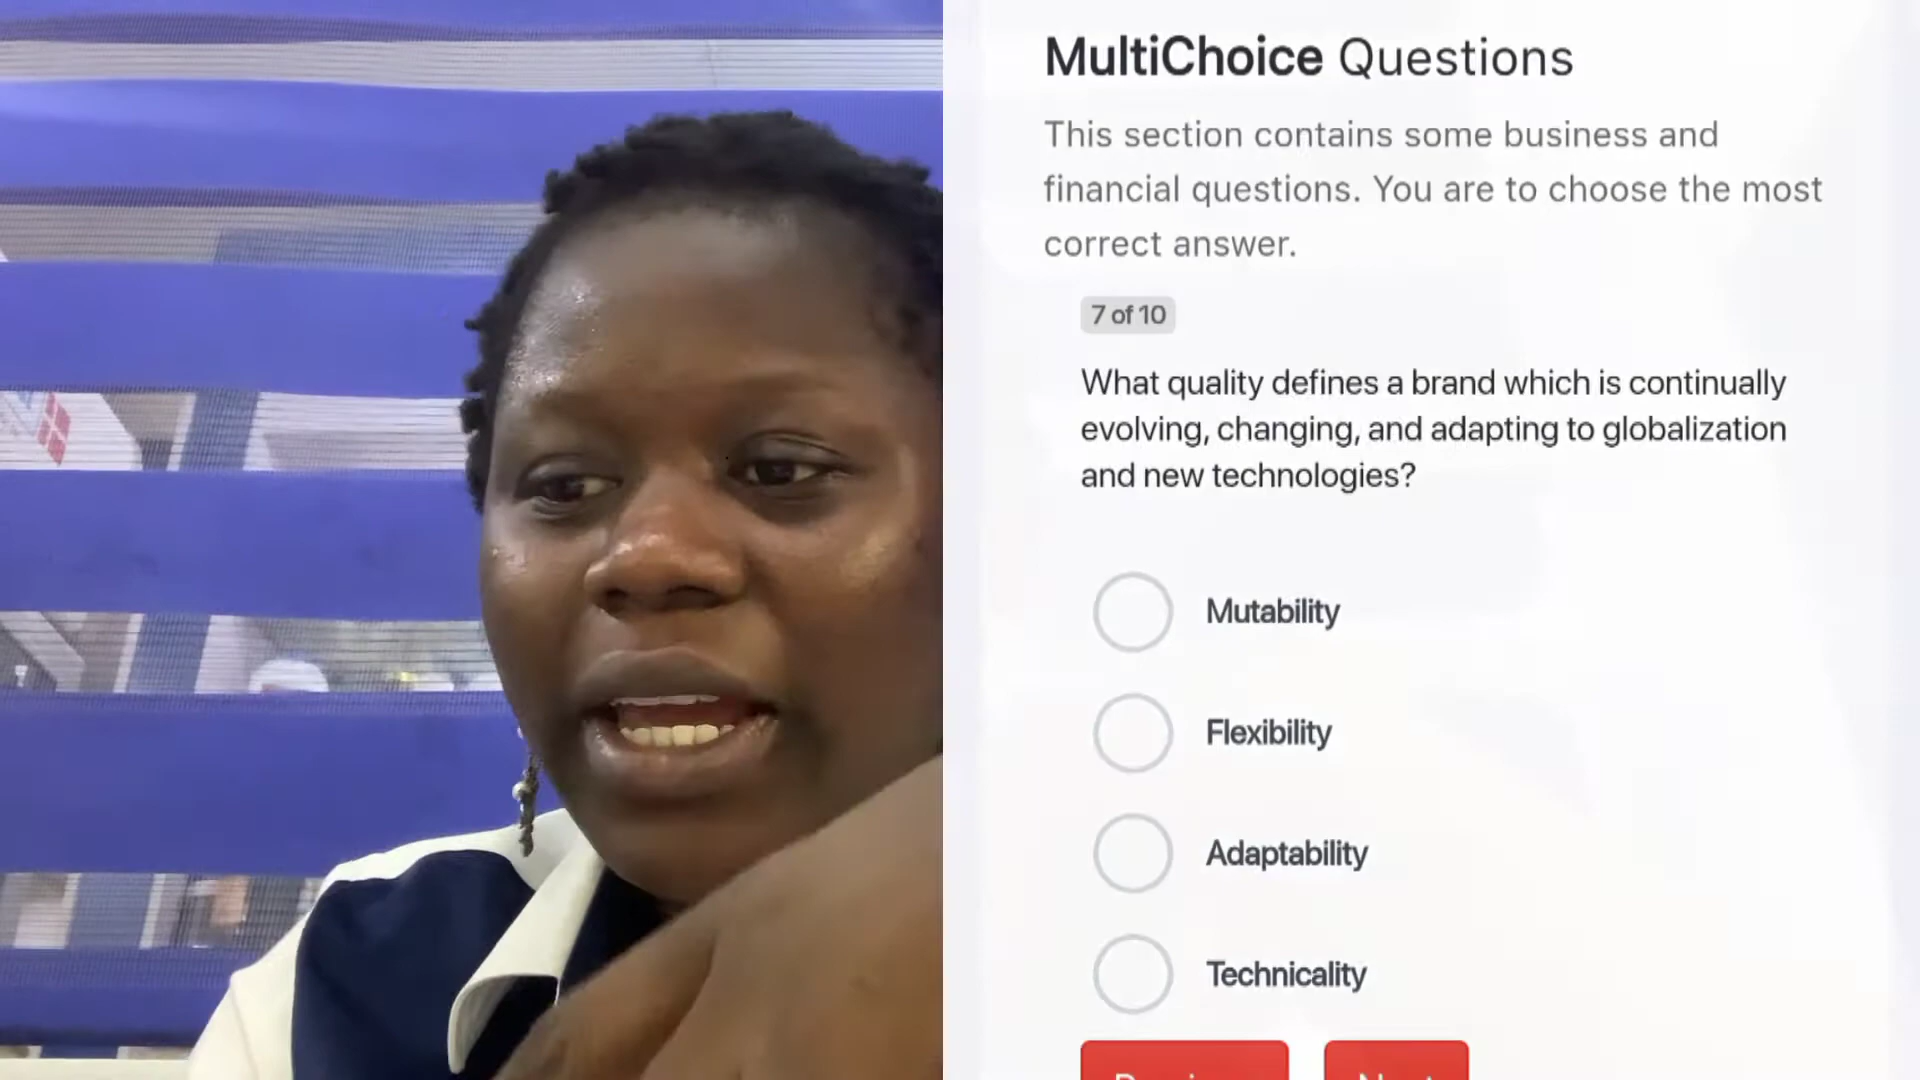 MultiChoice Questions
This section contains some business and
financial questions. You are to choose the most
correct answer.
7 of 10
What quality defines a brand which is continually
evolving, changing, and adapting to globalization
and new technologies?
Mutability
Flexibility
Adaptability
Technicality